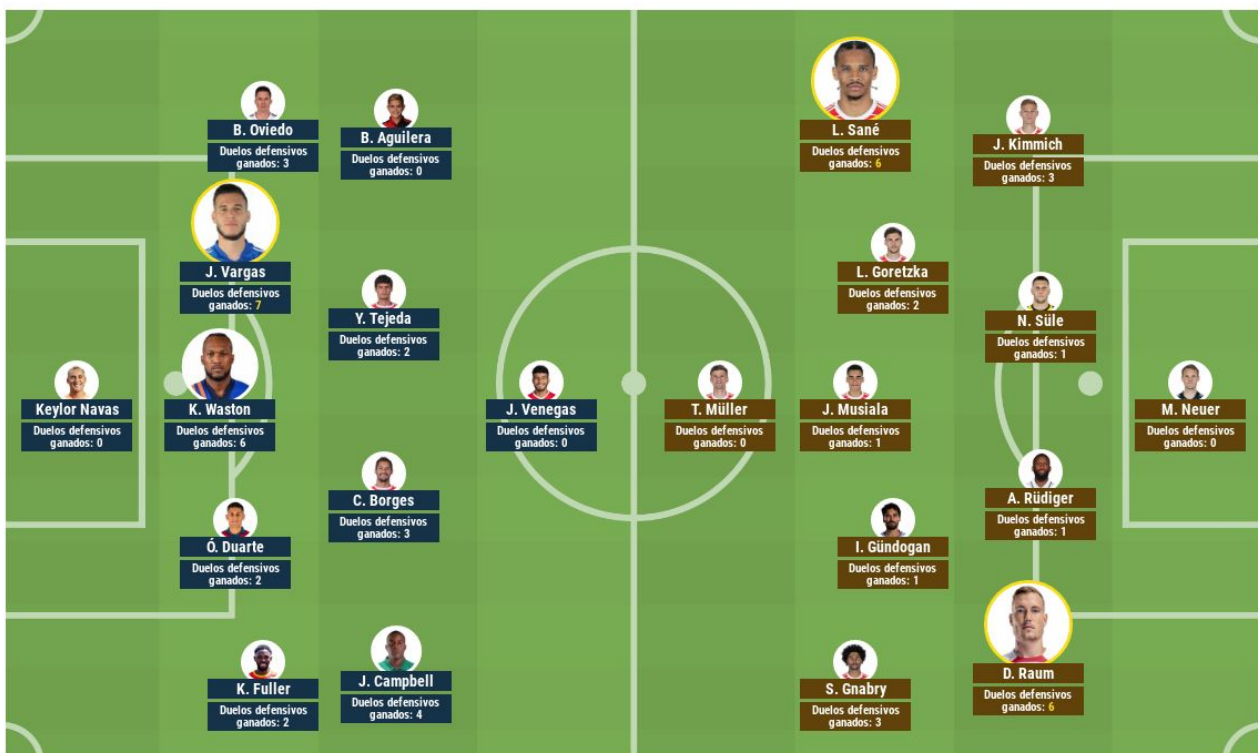 B. Oviedo
Duelos defensivos
ganados: 3
B. Aguilera
Duelos defensivos
ganados: 0
J. Vargas
Duelos defensivos
ganados: 7
Y. Tejeda
Duelos defensivos
ganados: 2
Keylor Navas
Duelos defensivos
ganados: 0
K. Waston
Duelos defensivos
ganados: 6
J. Venegas
Duelos defensivos
ganados: 0
C. Borges
Duelos defensivos
ganados: 3
Ó. Duarte
Duelos defensivos
ganados: 2
K. Fuller
Duelos defensivos
ganados: 2
J. Campbell
Duelos defensivos
ganados: 4
L. Sané
Duelos defensivos
ganados: 6
J. Kimmich
Duelos defensivos
ganados: 3
L. Goretzka
Duelos defensivos
ganados: 2
N. Süle
Duelos defensivos
ganados: 1
T. Müller
Duelos defensivos
ganados: 0
J. Musiala
Duelos defensivos
ganados: 1
M. Neuer
Duelos defensivos
ganados: 0
A. Rüdiger
Duelos defensivos
ganados: 1
I. Gündogan
Duelos defensivos
ganados: 1
S. Gnabry
Duelos defensivos
ganados: 3
D. Raum
Duelos defensivos
ganados: 6